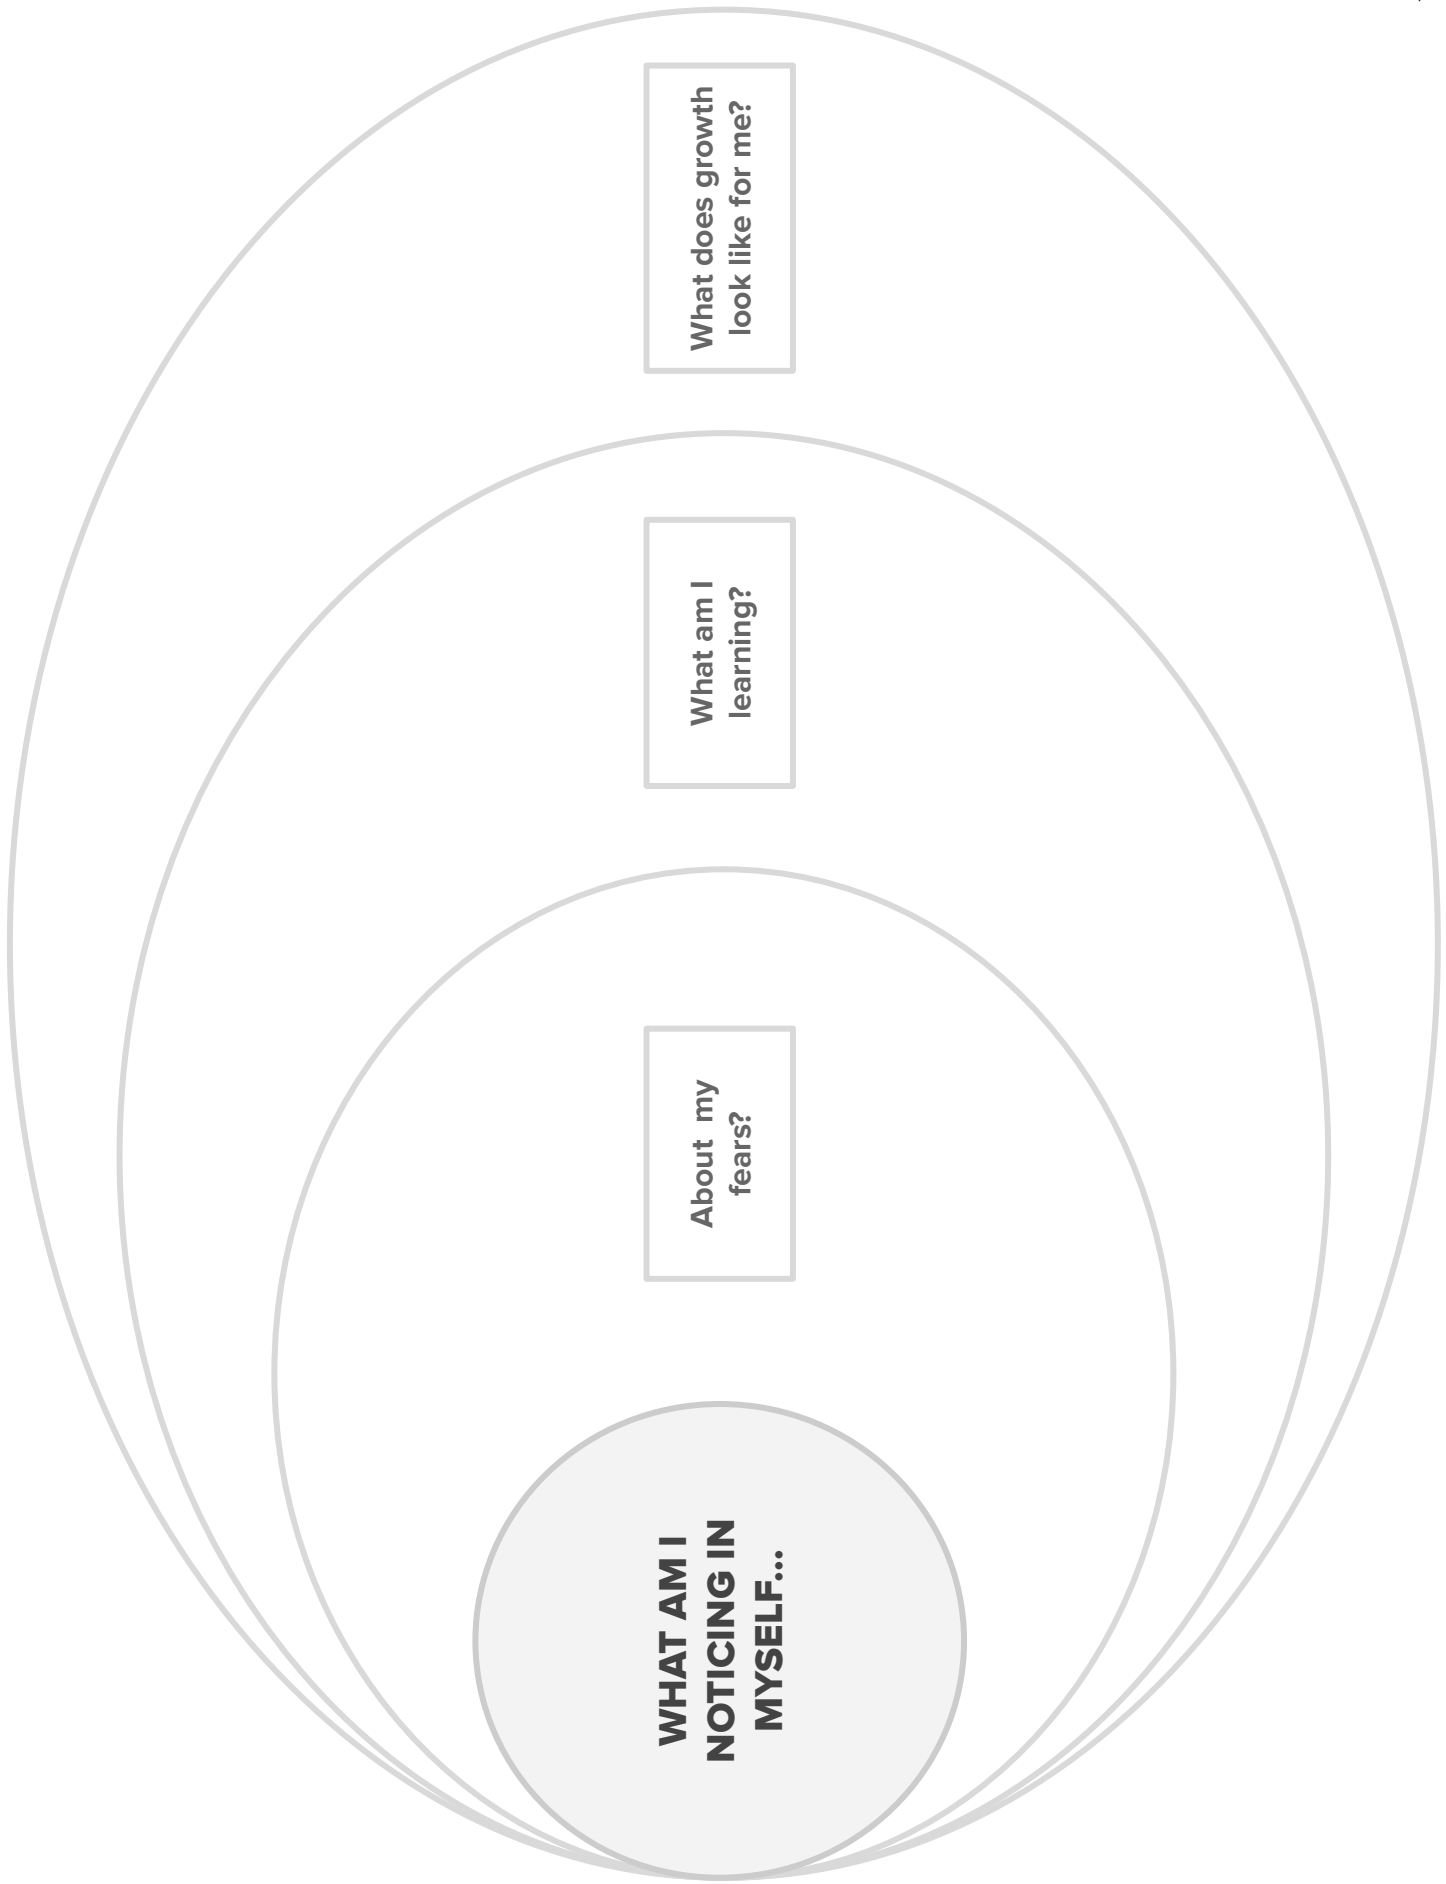 WHAT AM I
NOTICING IN
MYSELF...
About my
fears?
What am I
learning?
What does growth
look like for me?